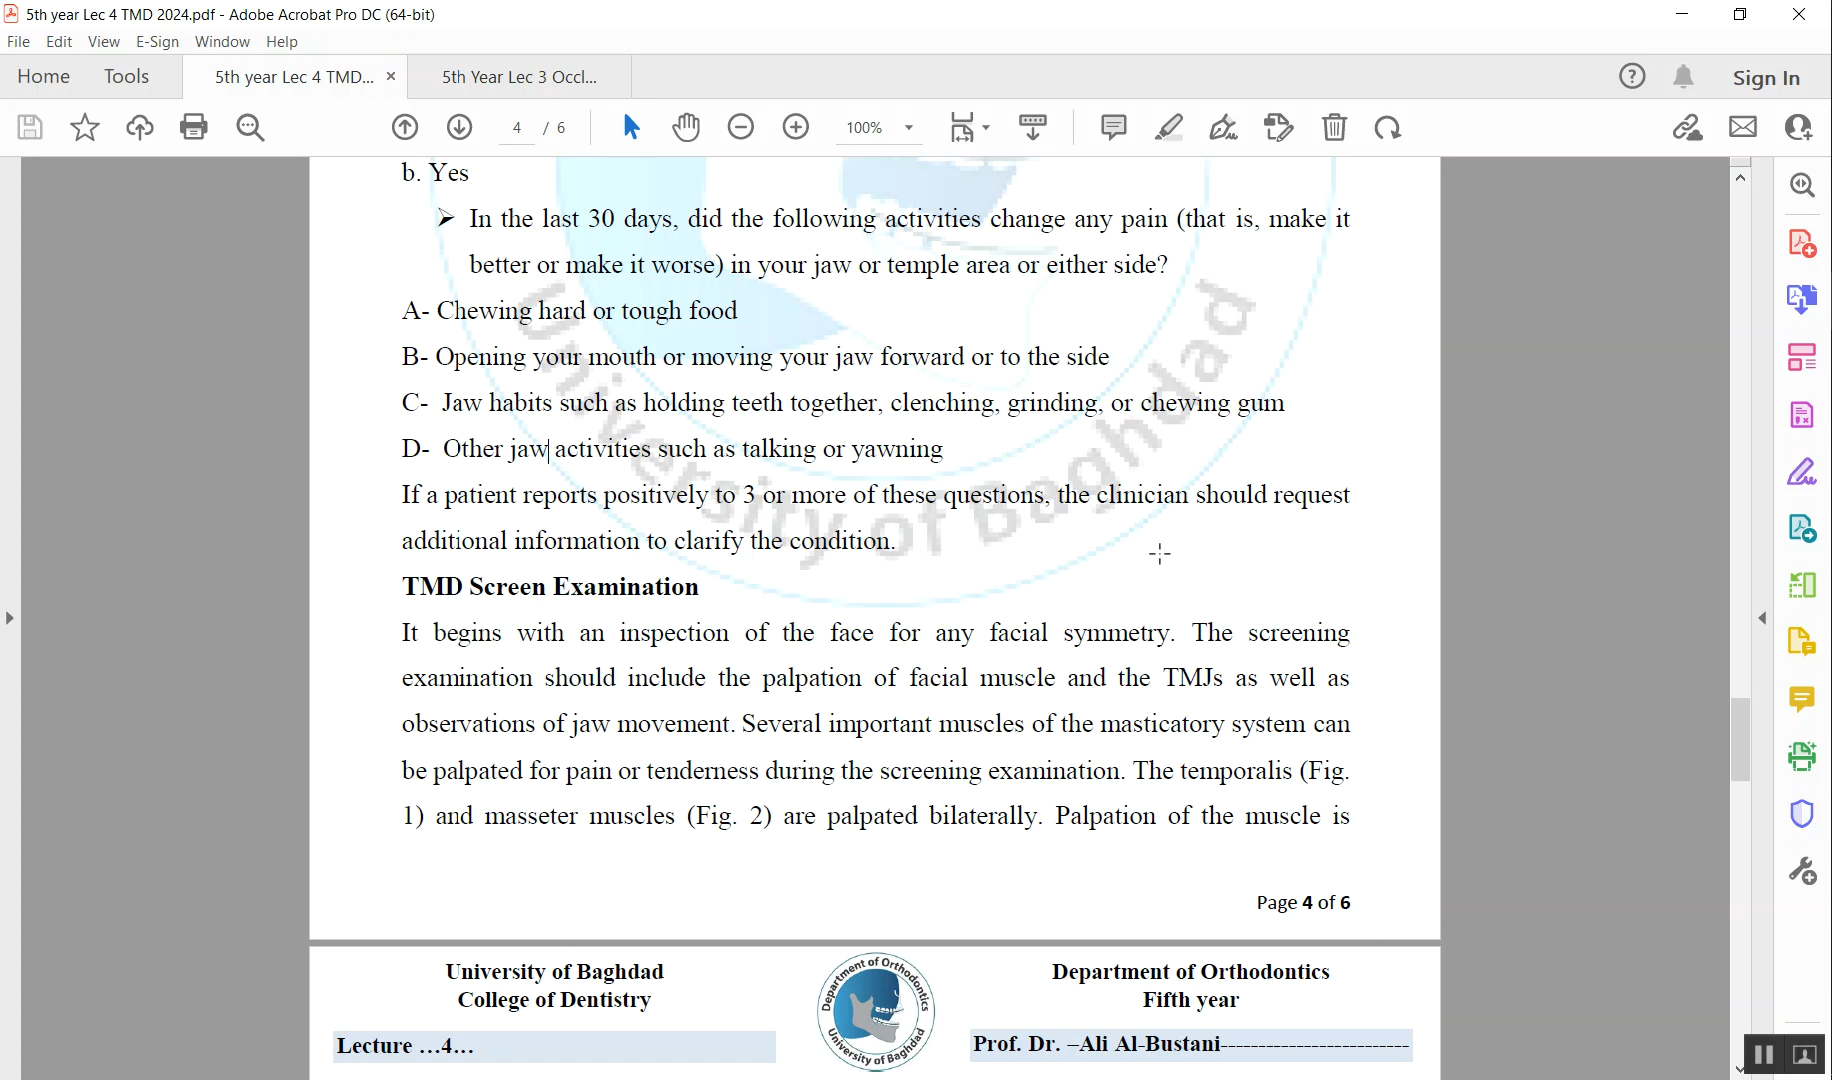 5th year Lec 4 TMD 2024.pdf - Adobe Acrobat Pro DC (64-bit)
File Edit View E-Sign Window Help
Home Tools 5th year Lec 4 TMD... × 5th Year Lec 3 Occl... Sign In
4 / 6 100%
b. Yes
➢ In the last 30 days, did the following activities change any pain (that is, make it
better or make it worse) in your jaw or temple area or either side?
A- Chewing hard or tough food
B- Opening your mouth or moving your jaw forward or to the side
C- Jaw habits such as holding teeth together, clenching, grinding, or chewing gum
D- Other jaw activities such as talking or yawning
If a patient reports positively to 3 or more of these questions, the clinician should request
additional information to clarify the condition.
University of Baghdad
TMD Screen Examination
It begins with an inspection of the face for any facial symmetry. The screening
examination should include the palpation of facial muscle and the TMJs as well as
observations of jaw movement. Several important muscles of the masticatory system can
be palpated for pain or tenderness during the screening examination. The temporalis (Fig.
1) and masseter muscles (Fig. 2) are palpated bilaterally. Palpation of the muscle is
Page 4 of 6
University of Baghdad
College of Dentistry
Department of Orthodontics
University of Baghdad
Department of Orthodontics
Fifth year
Lecture ...4...
Prof. Dr. –Ali Al-Bustani-------------------------